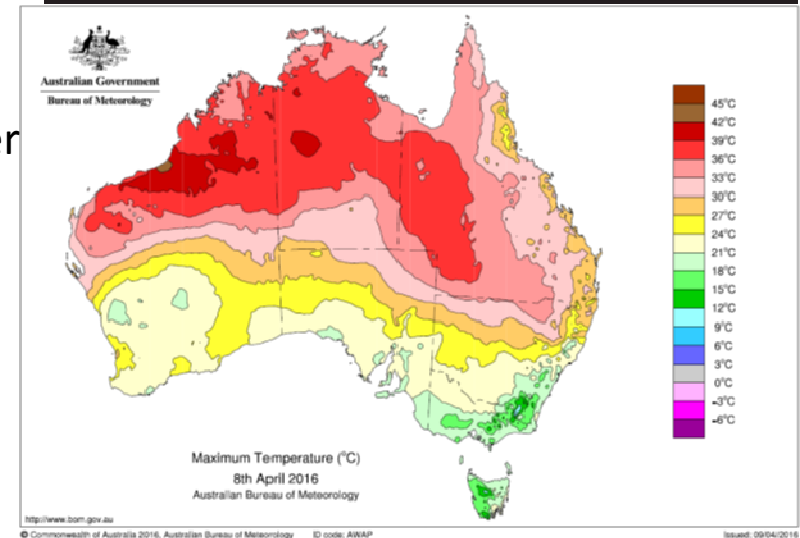 Australian Government
Bureau of Meteorology
er
45°C
42°C
39°C
36°C
33°C
30°C
27°C
24°C
21°C
18°C
15°C
12°C
9°C
6°C
3°C
0°C
-3°C
-6°C
Maximum Temperature (°C)
8th April 2016
Australian Bureau of Meteorology
http://www.bom.gov.au
© Commonwealth of Australia 2016, Australian Bureau of Meteorology ID code: AWAP Issued: 09/04/2016